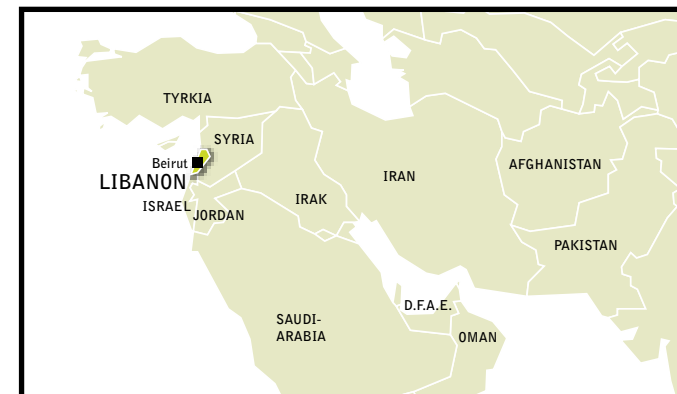 TYRKIA
SYRIA
Beirut
LIBANON
ISRAEL
JORDAN
IRAK
IRAN
AFGHANISTAN
PAKISTAN
D.F.A.E.
SAUDI-
ARABIA
OMAN